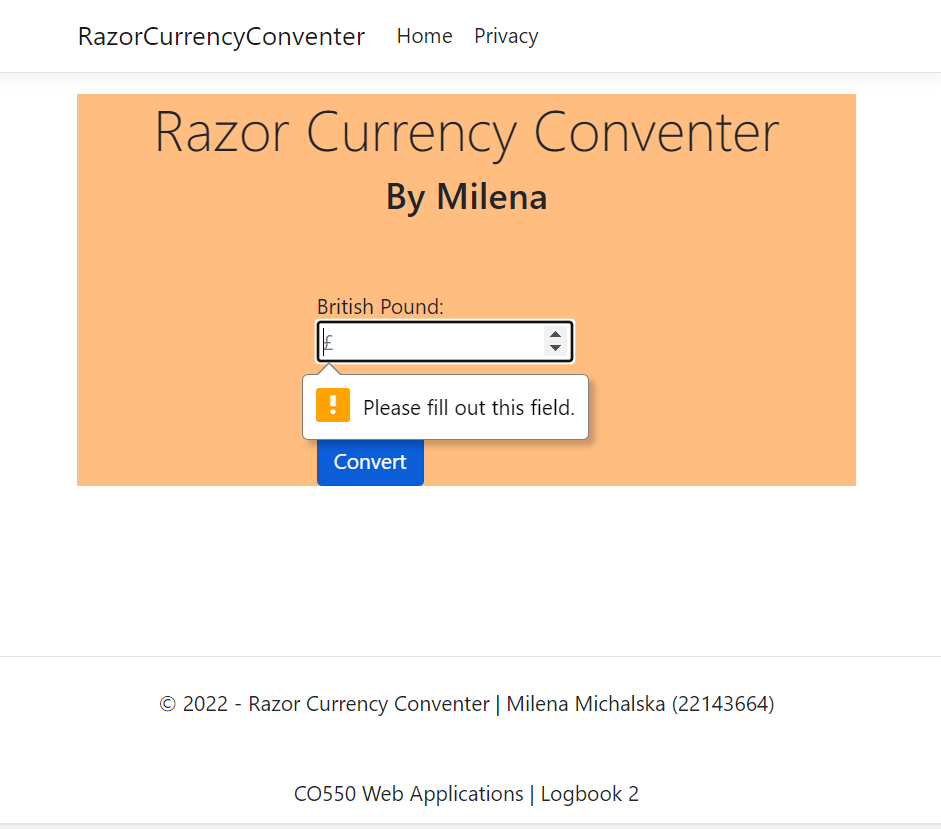 RazorCurrencyConventer Home Privacy
Razor Currency Conventer
By Milena
British Pound:
£
Please fill out this field.
Convert
© 2022 - Razor Currency Conventer | Milena Michalska (22143664)
CO550 Web Applications | Logbook 2